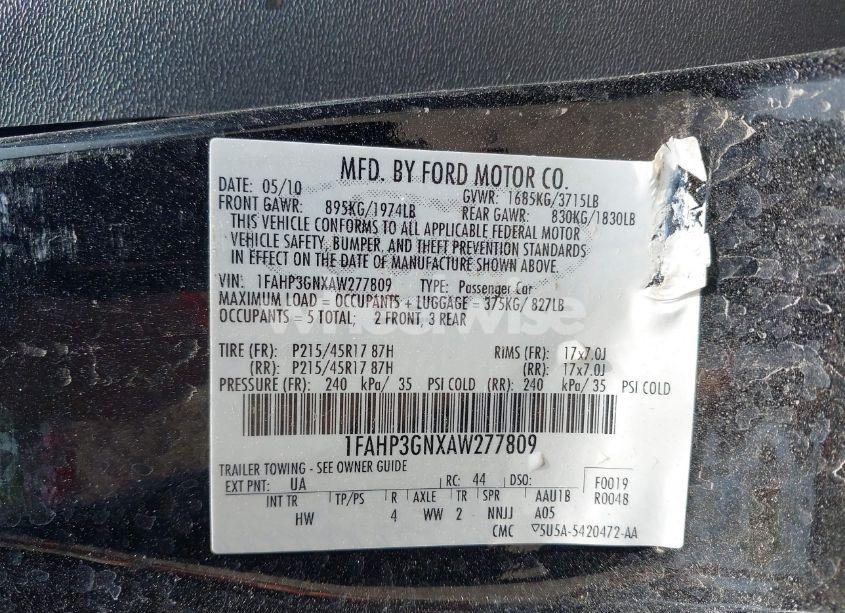 MFD. BY FORD MOTOR CO.
DATE: 05/10 GVWR: 1685KG/3715LB
FRONT GAWR: 895KG/1974LB REAR GAWR: 830KG/1830LB
THIS VEHICLE CONFORMS TO ALL APPLICABLE FEDERAL MOTOR
VEHICLE SAFETY, BUMPER, AND THEFT PREVENTION STANDARDS
IN EFFECT ON THE DATE OF MANUFACTURE SHOWN ABOVE.
VIN: 1FAHP3GNXAW277809 TYPE: Passenger Car
MAXIMUM LOAD = OCCUPANTS + LUGGAGE = 375KG/ 827LB
OCCUPANTS = 5 TOTAL; 2 FRONT, 3 REAR
wheelwise
TIRE (FR): P215/45R17 87H RIMS (FR): 17x7.0J
(RR): P215/45R17 87H (RR): 17x7.0J
PRESSURE (FR): 240 kPa/ 35 PSI COLD (RR): 240 kPa/ 35 PSI COLD
1FAHP3GNXAW277809
TRAILER TOWING - SEE OWNER GUIDE
EXT PNT: UA RC: 44 DSO: F0019
INT TR TP/PS R AXLE TR SPR AAU1B R0048
HW 4 WW 2 NNJJ A05
CMC ▽5U5A-5420472-AA